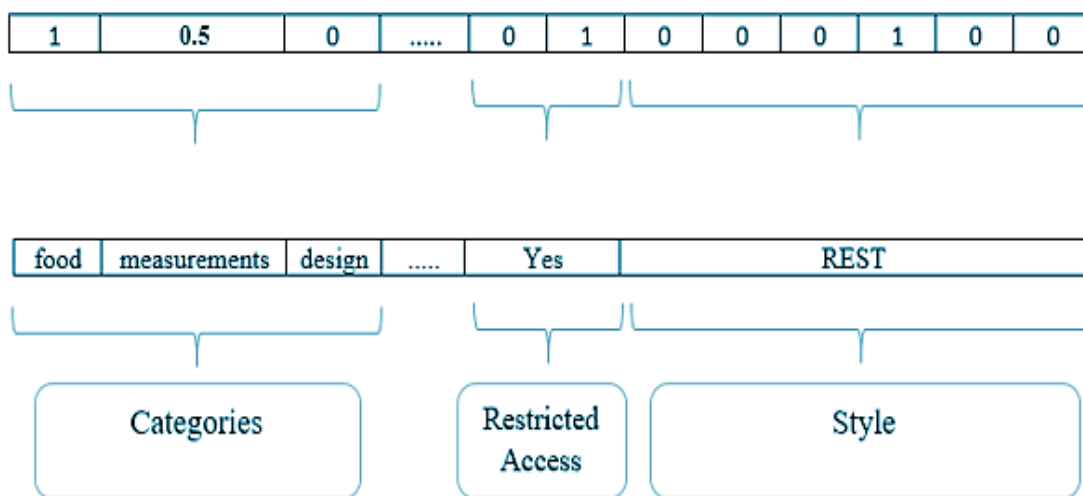 1 0.5 0 ..... 0 1 0 0 0 1 0 0
food measurements design ..... Yes REST
Categories
Restricted
Access
Style